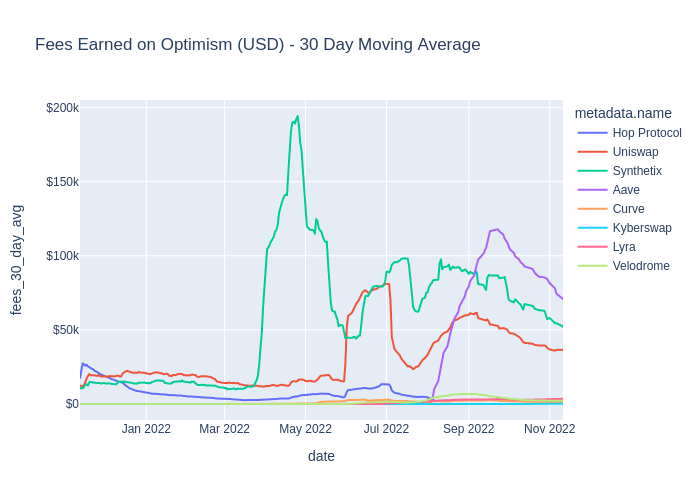 Fees Earned on Optimism (USD) - 30 Day Moving Average
metadata.name
Hop Protocol
Uniswap
Synthetix
Aave
Curve
Kyberswap
Lyra
Velodrome
fees_30_day_avg
$200k
$150k
$100k
$50k
$0
Jan 2022
Mar 2022
May 2022
Jul 2022
Sep 2022
Nov 2022
date